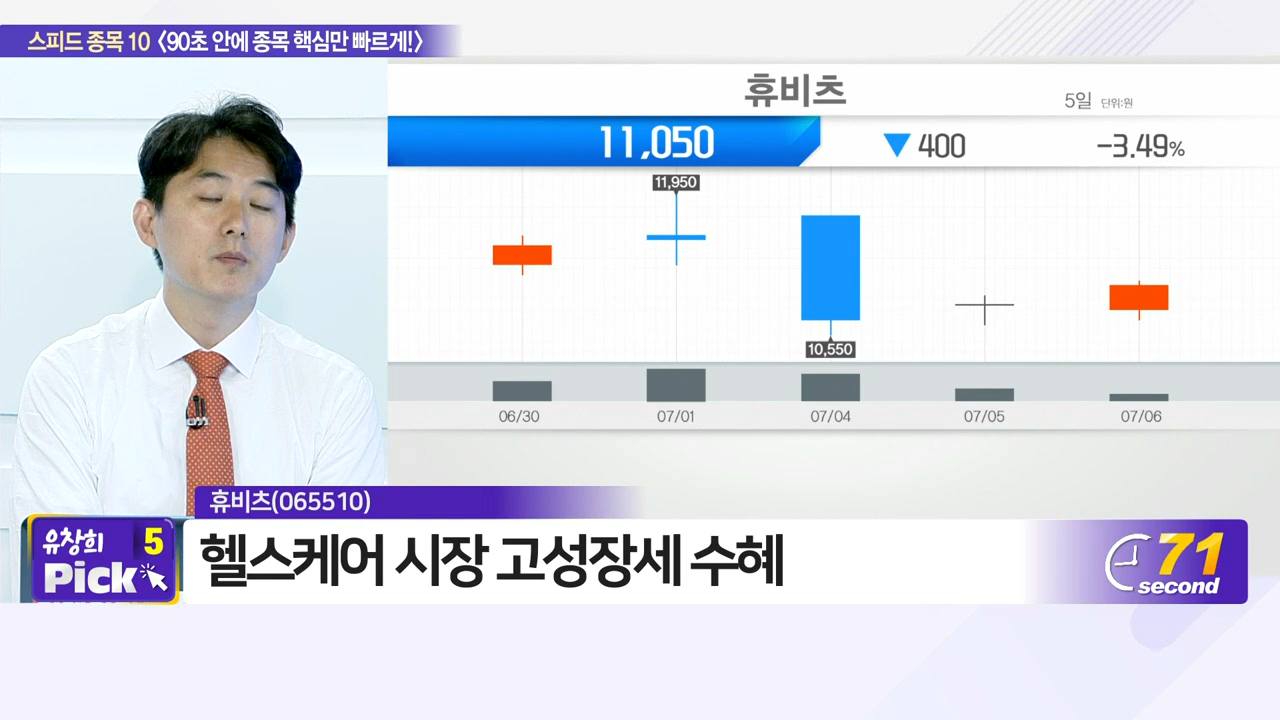 스피드 종목 10 <90초 안에 종목 핵심만 빠르게!>
휴비츠
5일 단위:원
11,050 ▼400 -3.49%
11,950
10,550
06/30 07/01 07/04 07/05 07/06
휴비츠(065510)
유창희 5
Pick
헬스케어 시장 고성장세 수혜
71
second